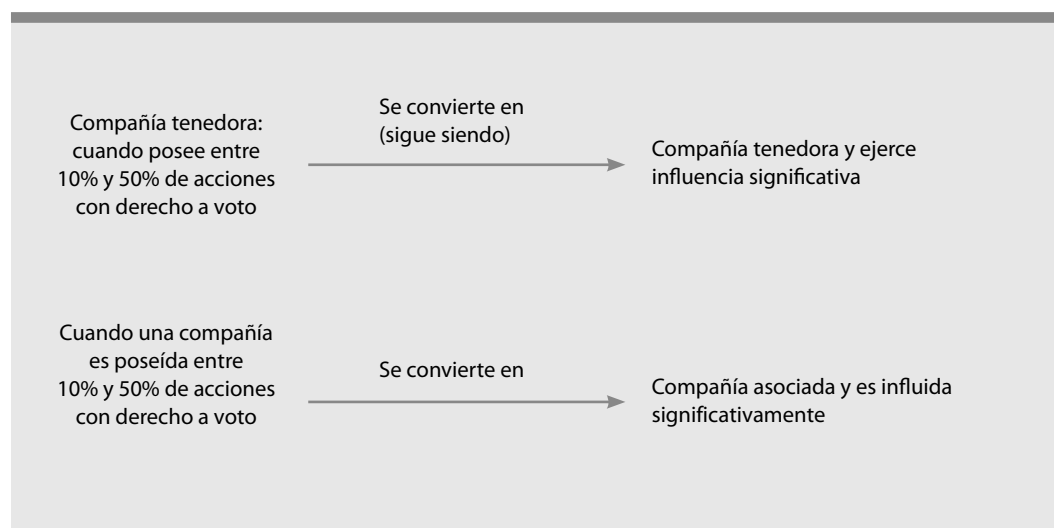 Compañía tenedora:
cuando posee entre
10% y 50% de acciones
con derecho a voto
Se convierte en
(sigue siendo)
Compañía tenedora y ejerce
influencia significativa
Cuando una compañía
es poseída entre
10% y 50% de acciones
con derecho a voto
Se convierte en
Compañía asociada y es influida
significativamente